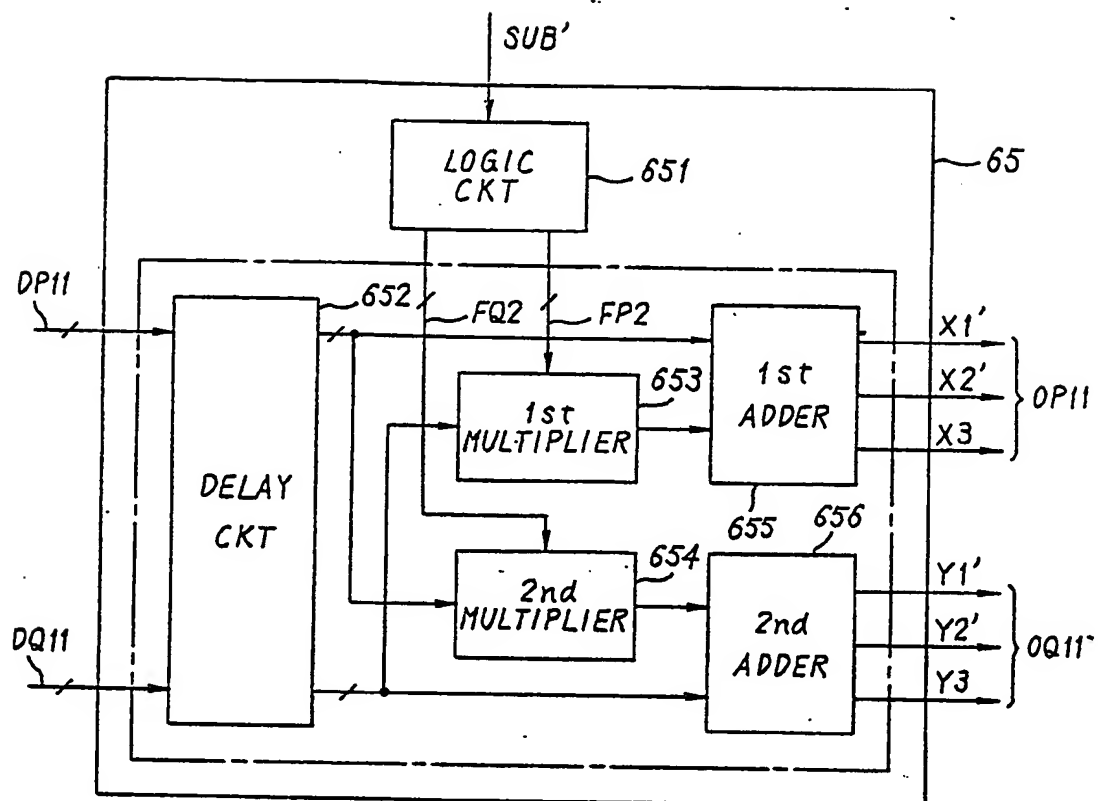 SUB'
LOGIC
CKT
651
65
DP11
652
FQ2
FP2
X1'
653
1st
MULTIPLIER
1st
ADDER
X2'
OP11
X3
DELAY
CKT
655
656
654
2nd
MULTIPLIER
2nd
ADDER
Y1'
DQ11
Y2'
OQ11
Y3